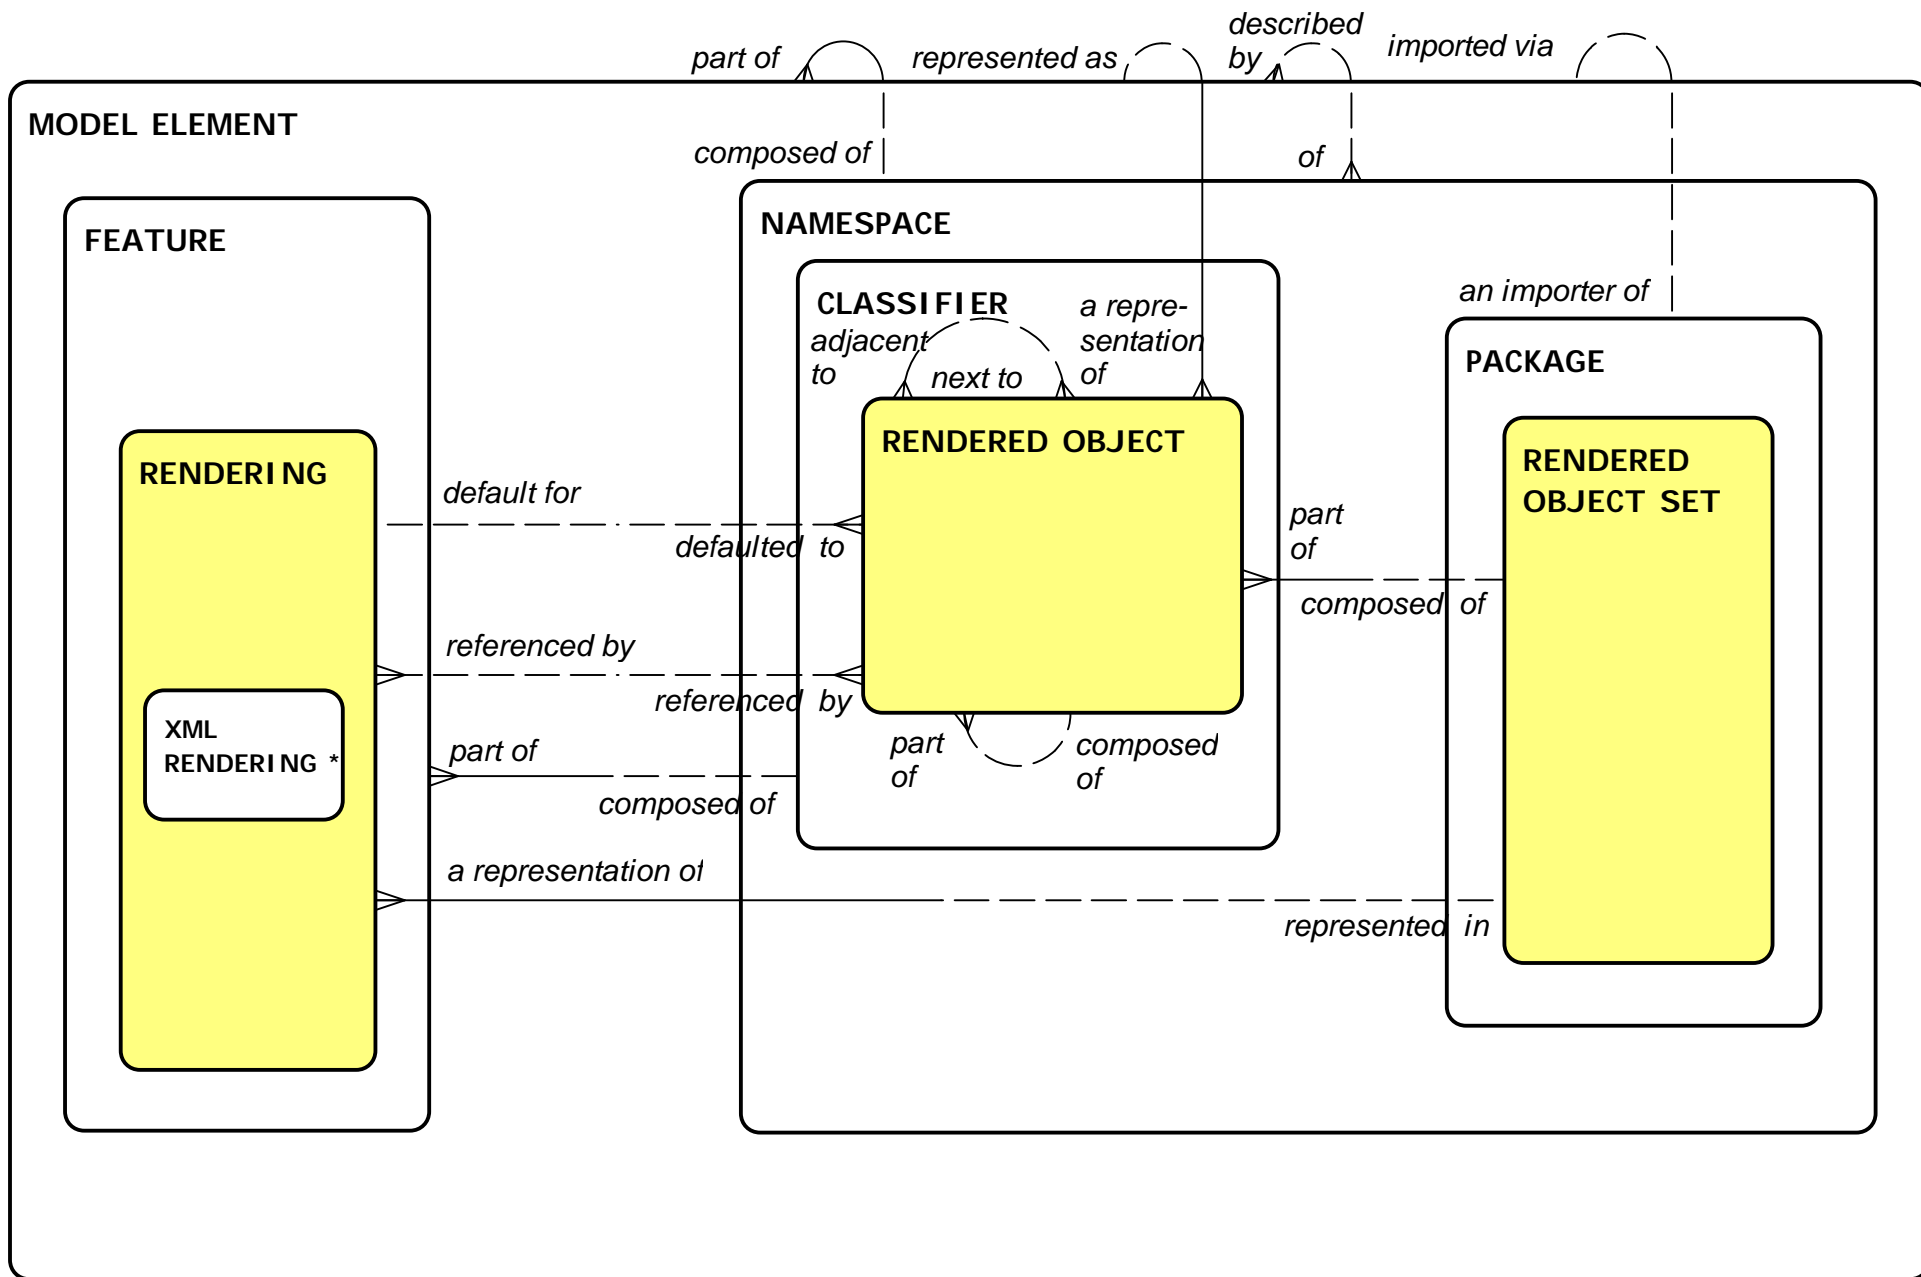 described
by
part of
represented as
imported via
MODEL ELEMENT
composed of
of
FEATURE
NAMESPACE
an importer of
CLASSIFIER
a repre-
sentation
of
adjacent
to
next to
PACKAGE
RENDERED OBJECT
RENDERED
OBJECT SET
RENDERING
default for
defaulted to
part
of
composed of
referenced by
referenced by
XML
RENDERING *
part of
composed of
part
of
composed
of
a representation of
represented in